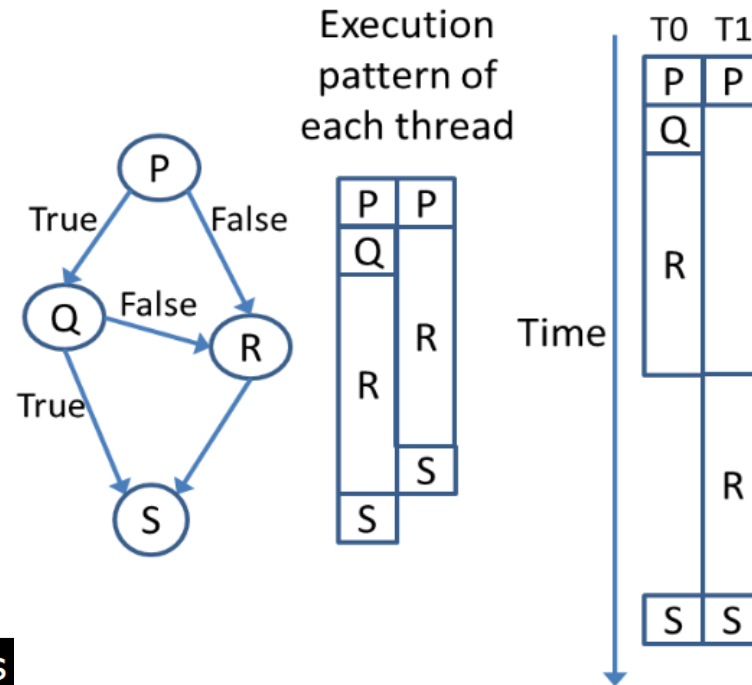 Execution
pattern of
each thread
P
True
False
Q
False
R
True
S
P P
Q
R
R
S
S
Time
T0 T1
P P
Q
R
R
S S
s